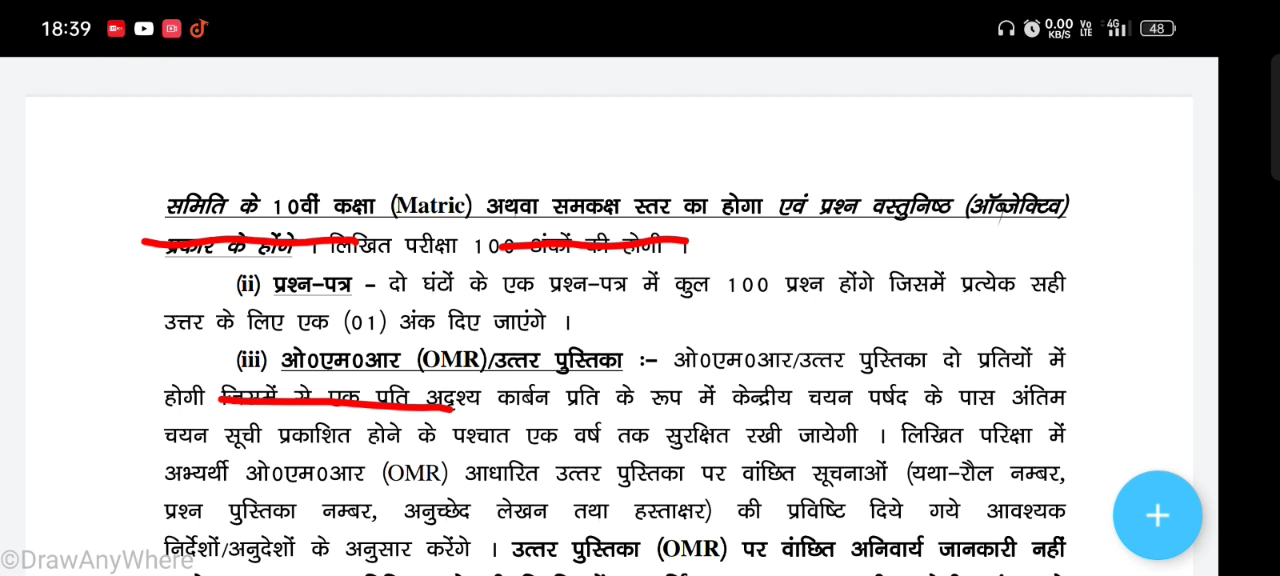 18:39
0.00 KB/S Vo LTE 4G 48
समिति के 10वीं कक्षा (Matric) अथवा समकक्ष स्तर का होगा एवं प्रश्न वस्तुनिष्ठ (ऑब्जेक्टिव)
प्रकार के होंगे । लिखित परीक्षा 100 अंकों की होगी ।
(ii) प्रश्न-पत्र - दो घंटों के एक प्रश्न-पत्र में कुल 100 प्रश्न होंगे जिसमें प्रत्येक सही
उत्तर के लिए एक (01) अंक दिए जाएंगे ।
(iii) ओ0एम0आर (OMR)/उत्तर पुस्तिका :- ओ0एम0आर/उत्तर पुस्तिका दो प्रतियों में
होगी जिसमें से एक प्रति अदृश्य कार्बन प्रति के रूप में केन्द्रीय चयन पर्षद के पास अंतिम
चयन सूची प्रकाशित होने के पश्चात एक वर्ष तक सुरक्षित रखी जायेगी । लिखित परिक्षा में
अभ्यर्थी ओ0एम0आर (OMR) आधारित उत्तर पुस्तिका पर वांछित सूचनाओं (यथा-रौल नम्बर,
प्रश्न पुस्तिका नम्बर, अनुच्छेद लेखन तथा हस्ताक्षर) की प्रविष्टि दिये गये आवश्यक
निर्देशों/अनुदेशों के अनुसार करेंगे । उत्तर पुस्तिका (OMR) पर वांछित अनिवार्य जानकारी नहीं
©DrawAnyWhere